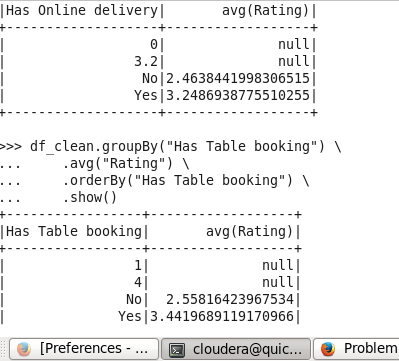 |Has Online delivery|       avg(Rating)|
+-------------------+------------------+
|                  0|              null|
|                3.2|              null|
|                 No|2.4638441998306515|
|                Yes|3.2486938775510255|
+-------------------+------------------+
>>> df_clean.groupBy("Has Table booking") \
...     .avg("Rating") \
...     .orderBy("Has Table booking") \
...     .show()
+-----------------+------------------+
|Has Table booking|       avg(Rating)|
+-----------------+------------------+
|                1|              null|
|                4|              null|
|               No|  2.55816423967534|
|              Yes|3.4419689119170966|
[Preferences - ... cloudera@quic... Problem